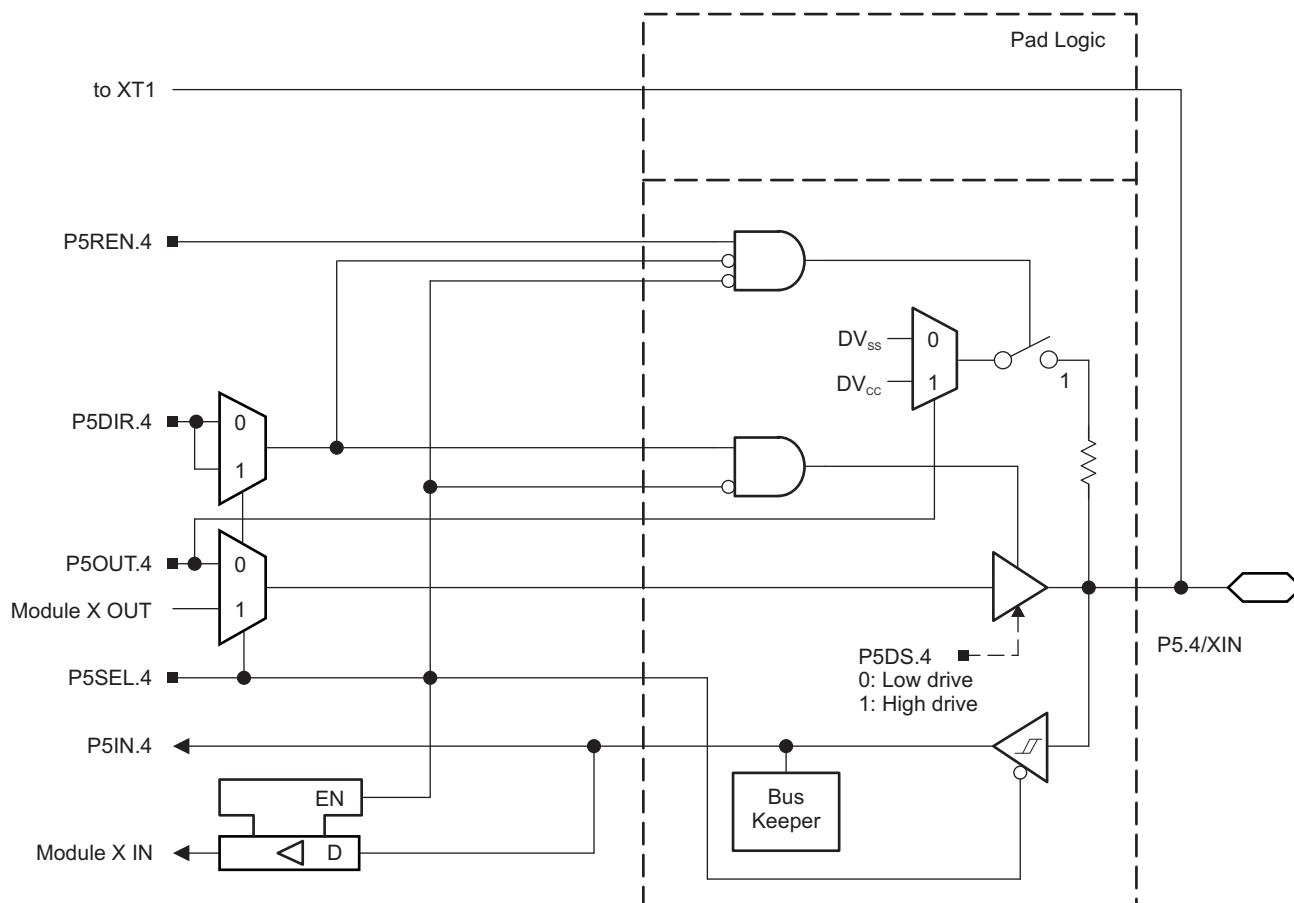 Pad Logic
to XT1
P5REN.4
DVSS
0
DVCC
1
1
P5DIR.4
0
1
P5OUT.4
0
Module X OUT
1
P5SEL.4
P5DS.4
0: Low drive
1: High drive
P5.4/XIN
P5IN.4
Bus
Keeper
EN
Module X IN
D